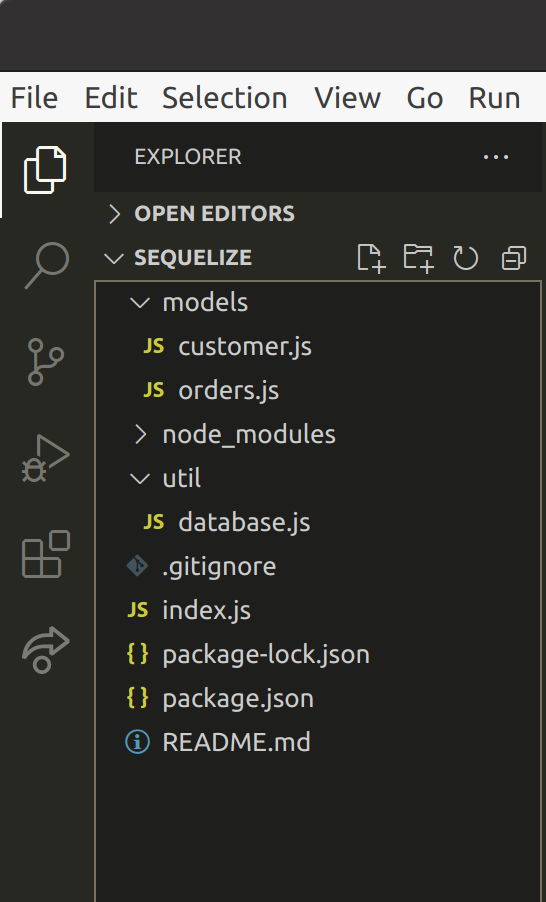 File Edit Selection View Go Run
EXPLORER
OPEN EDITORS
SEQUELIZE
models
JS customer.js
JS orders.js
node_modules
util
JS database.js
.gitignore
JS index.js
{} package-lock.json
{} package.json
README.md